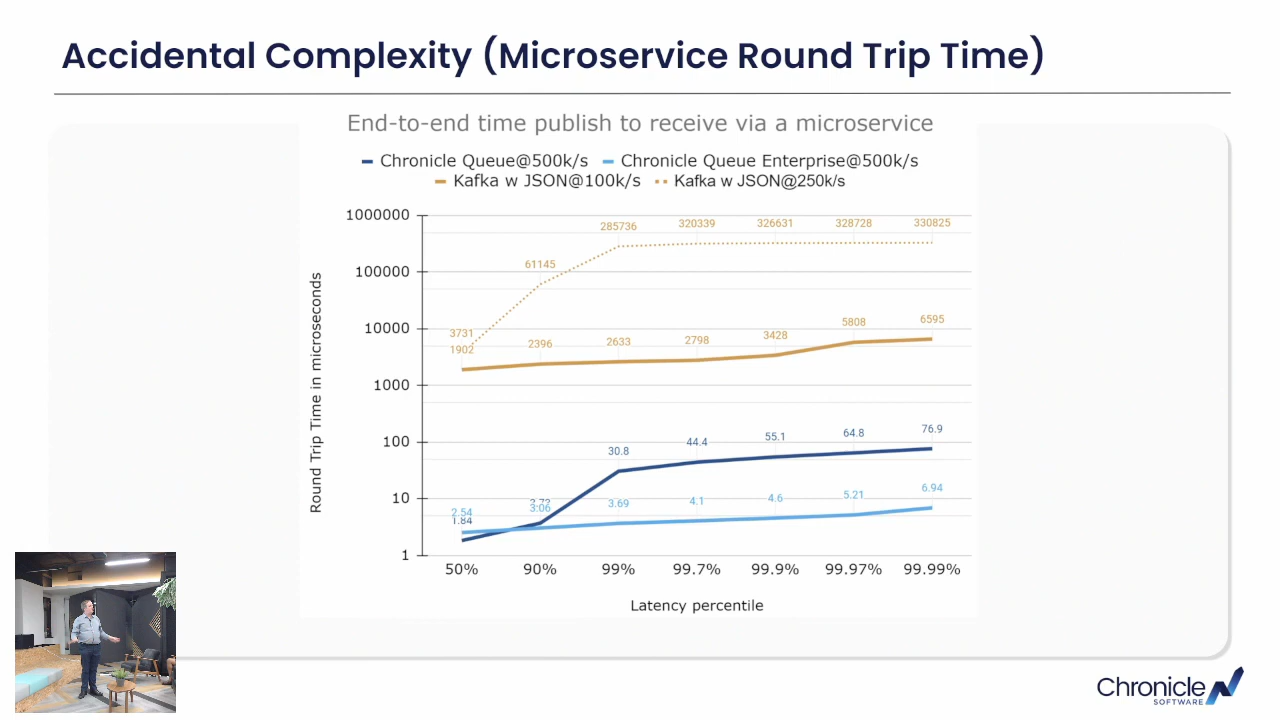 Accidental Complexity (Microservice Round Trip Time)
End-to-end time publish to receive via a microservice
Chronicle Queue@500k/s Chronicle Queue Enterprise@500k/s
Kafka w JSON@100k/s Kafka w JSON@250k/s
Round Trip Time in microseconds
1000000
100000
10000
1000
100
10
1
285736 320339 326631 328728 330825
61145
3731
1902 2396 2633 2798 3428 5808 6595
30.8 44.4 55.1 64.8 76.9
3.72
2.54 3.06 3.69 4.1 4.6 5.21 6.94
1.84
50% 90% 99% 99.7% 99.9% 99.97% 99.99%
Latency percentile
Chronicle
SOFTWARE